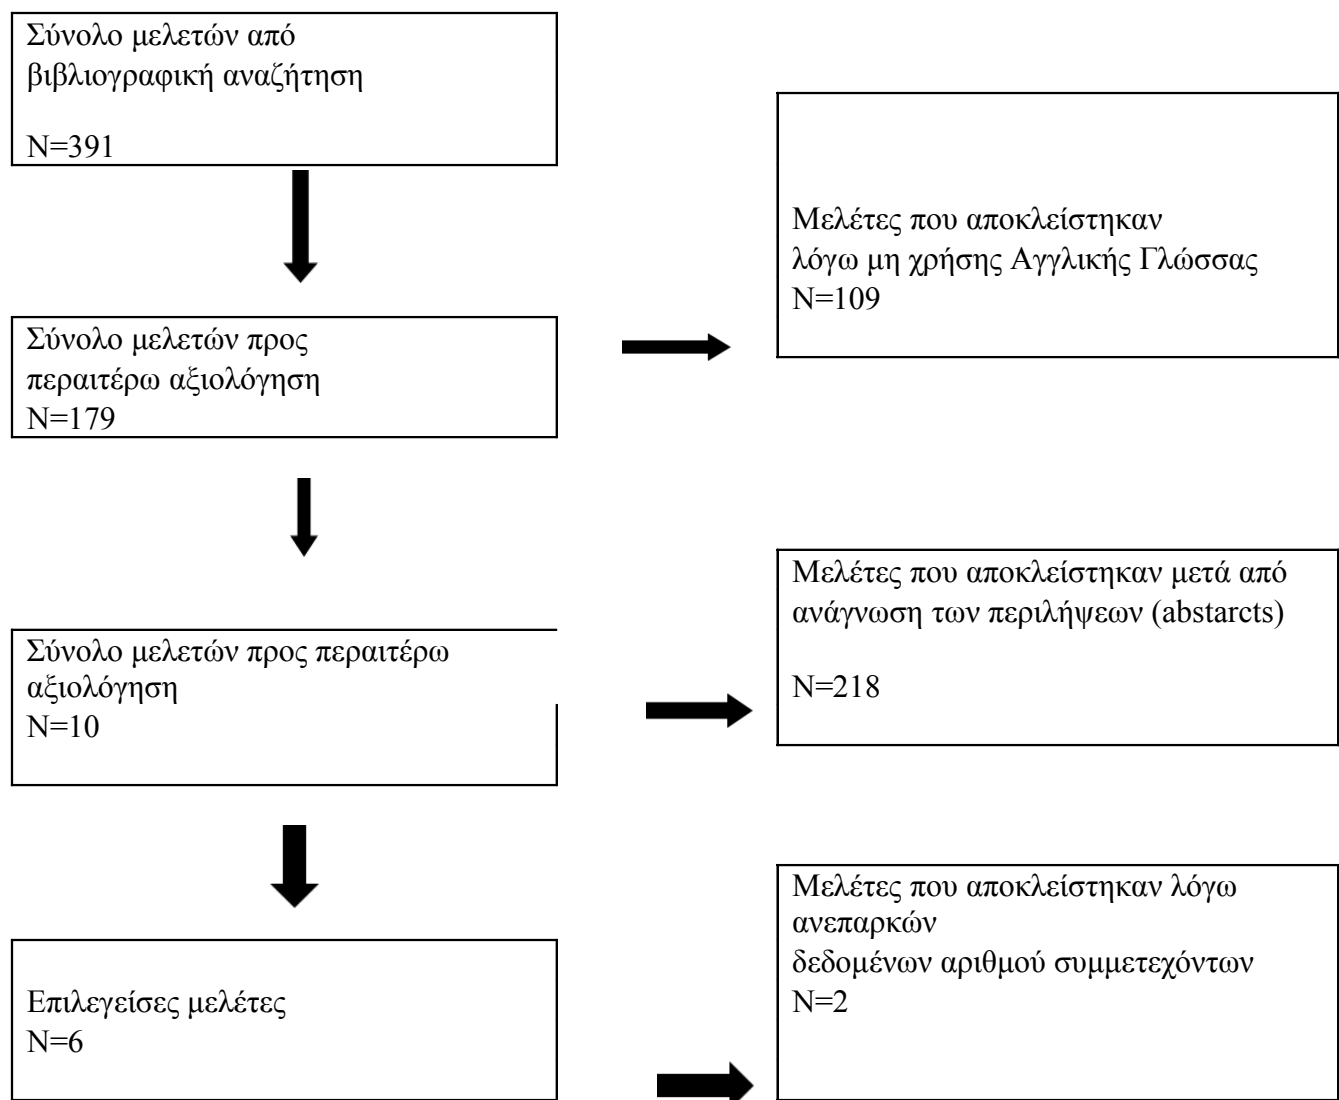 Σύνολο μελετών από
βιβλιογραφική αναζήτηση
N=391
Μελέτες που αποκλείστηκαν
λόγω μη χρήσης Αγγλικής Γλώσσας
N=109
Σύνολο μελετών προς
περαιτέρω αξιολόγηση
N=179
Μελέτες που αποκλείστηκαν μετά από
ανάγνωση των περιλήψεων (abstarcts)
N=218
Σύνολο μελετών προς περαιτέρω
αξιολόγηση
N=10
Μελέτες που αποκλείστηκαν λόγω
ανεπαρκών
δεδομένων αριθμού συμμετεχόντων
N=2
Επιλεγείσες μελέτες
N=6